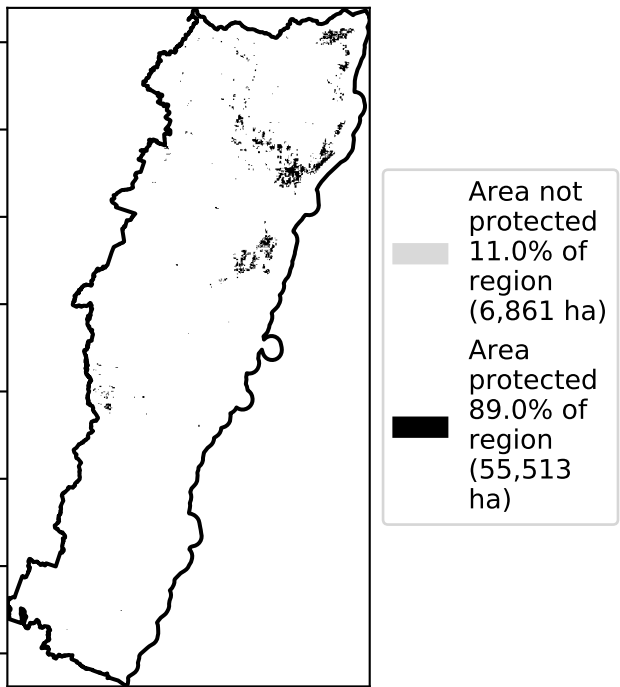 Area not
protected
11.0% of
region
(6,861 ha)
Area
protected
89.0% of
region
(55,513
ha)